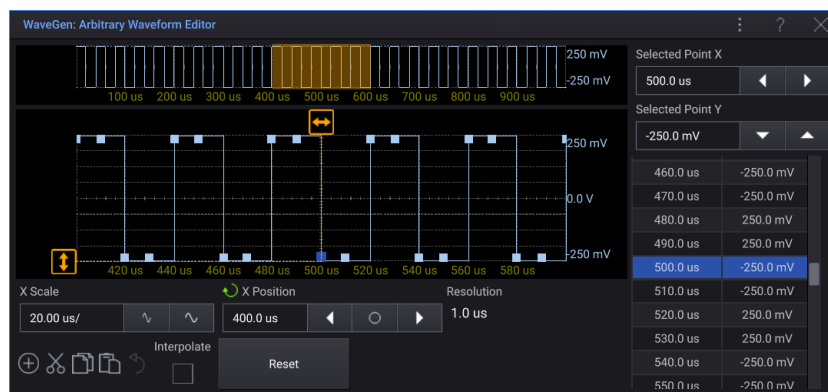 WaveGen: Arbitrary Waveform Editor
?
250 mV
-250 mV
100 us 200 us 300 us 400 us 500 us 600 us 700 us 800 us 900 us
250 mV
0.0 V
-250 mV
420 us 440 us 460 us 480 us 500 us 520 us 540 us 560 us 580 us
X Scale
20.00 us/
X Position
400.0 us
Resolution
1.0 us
Interpolate
Reset
Selected Point X
500.0 us
Selected Point Y
-250.0 mV
460.0 us -250.0 mV
470.0 us -250.0 mV
480.0 us 250.0 mV
490.0 us 250.0 mV
500.0 us -250.0 mV
510.0 us -250.0 mV
520.0 us 250.0 mV
530.0 us 250.0 mV
540.0 us -250.0 mV
550.0 us -250.0 mV